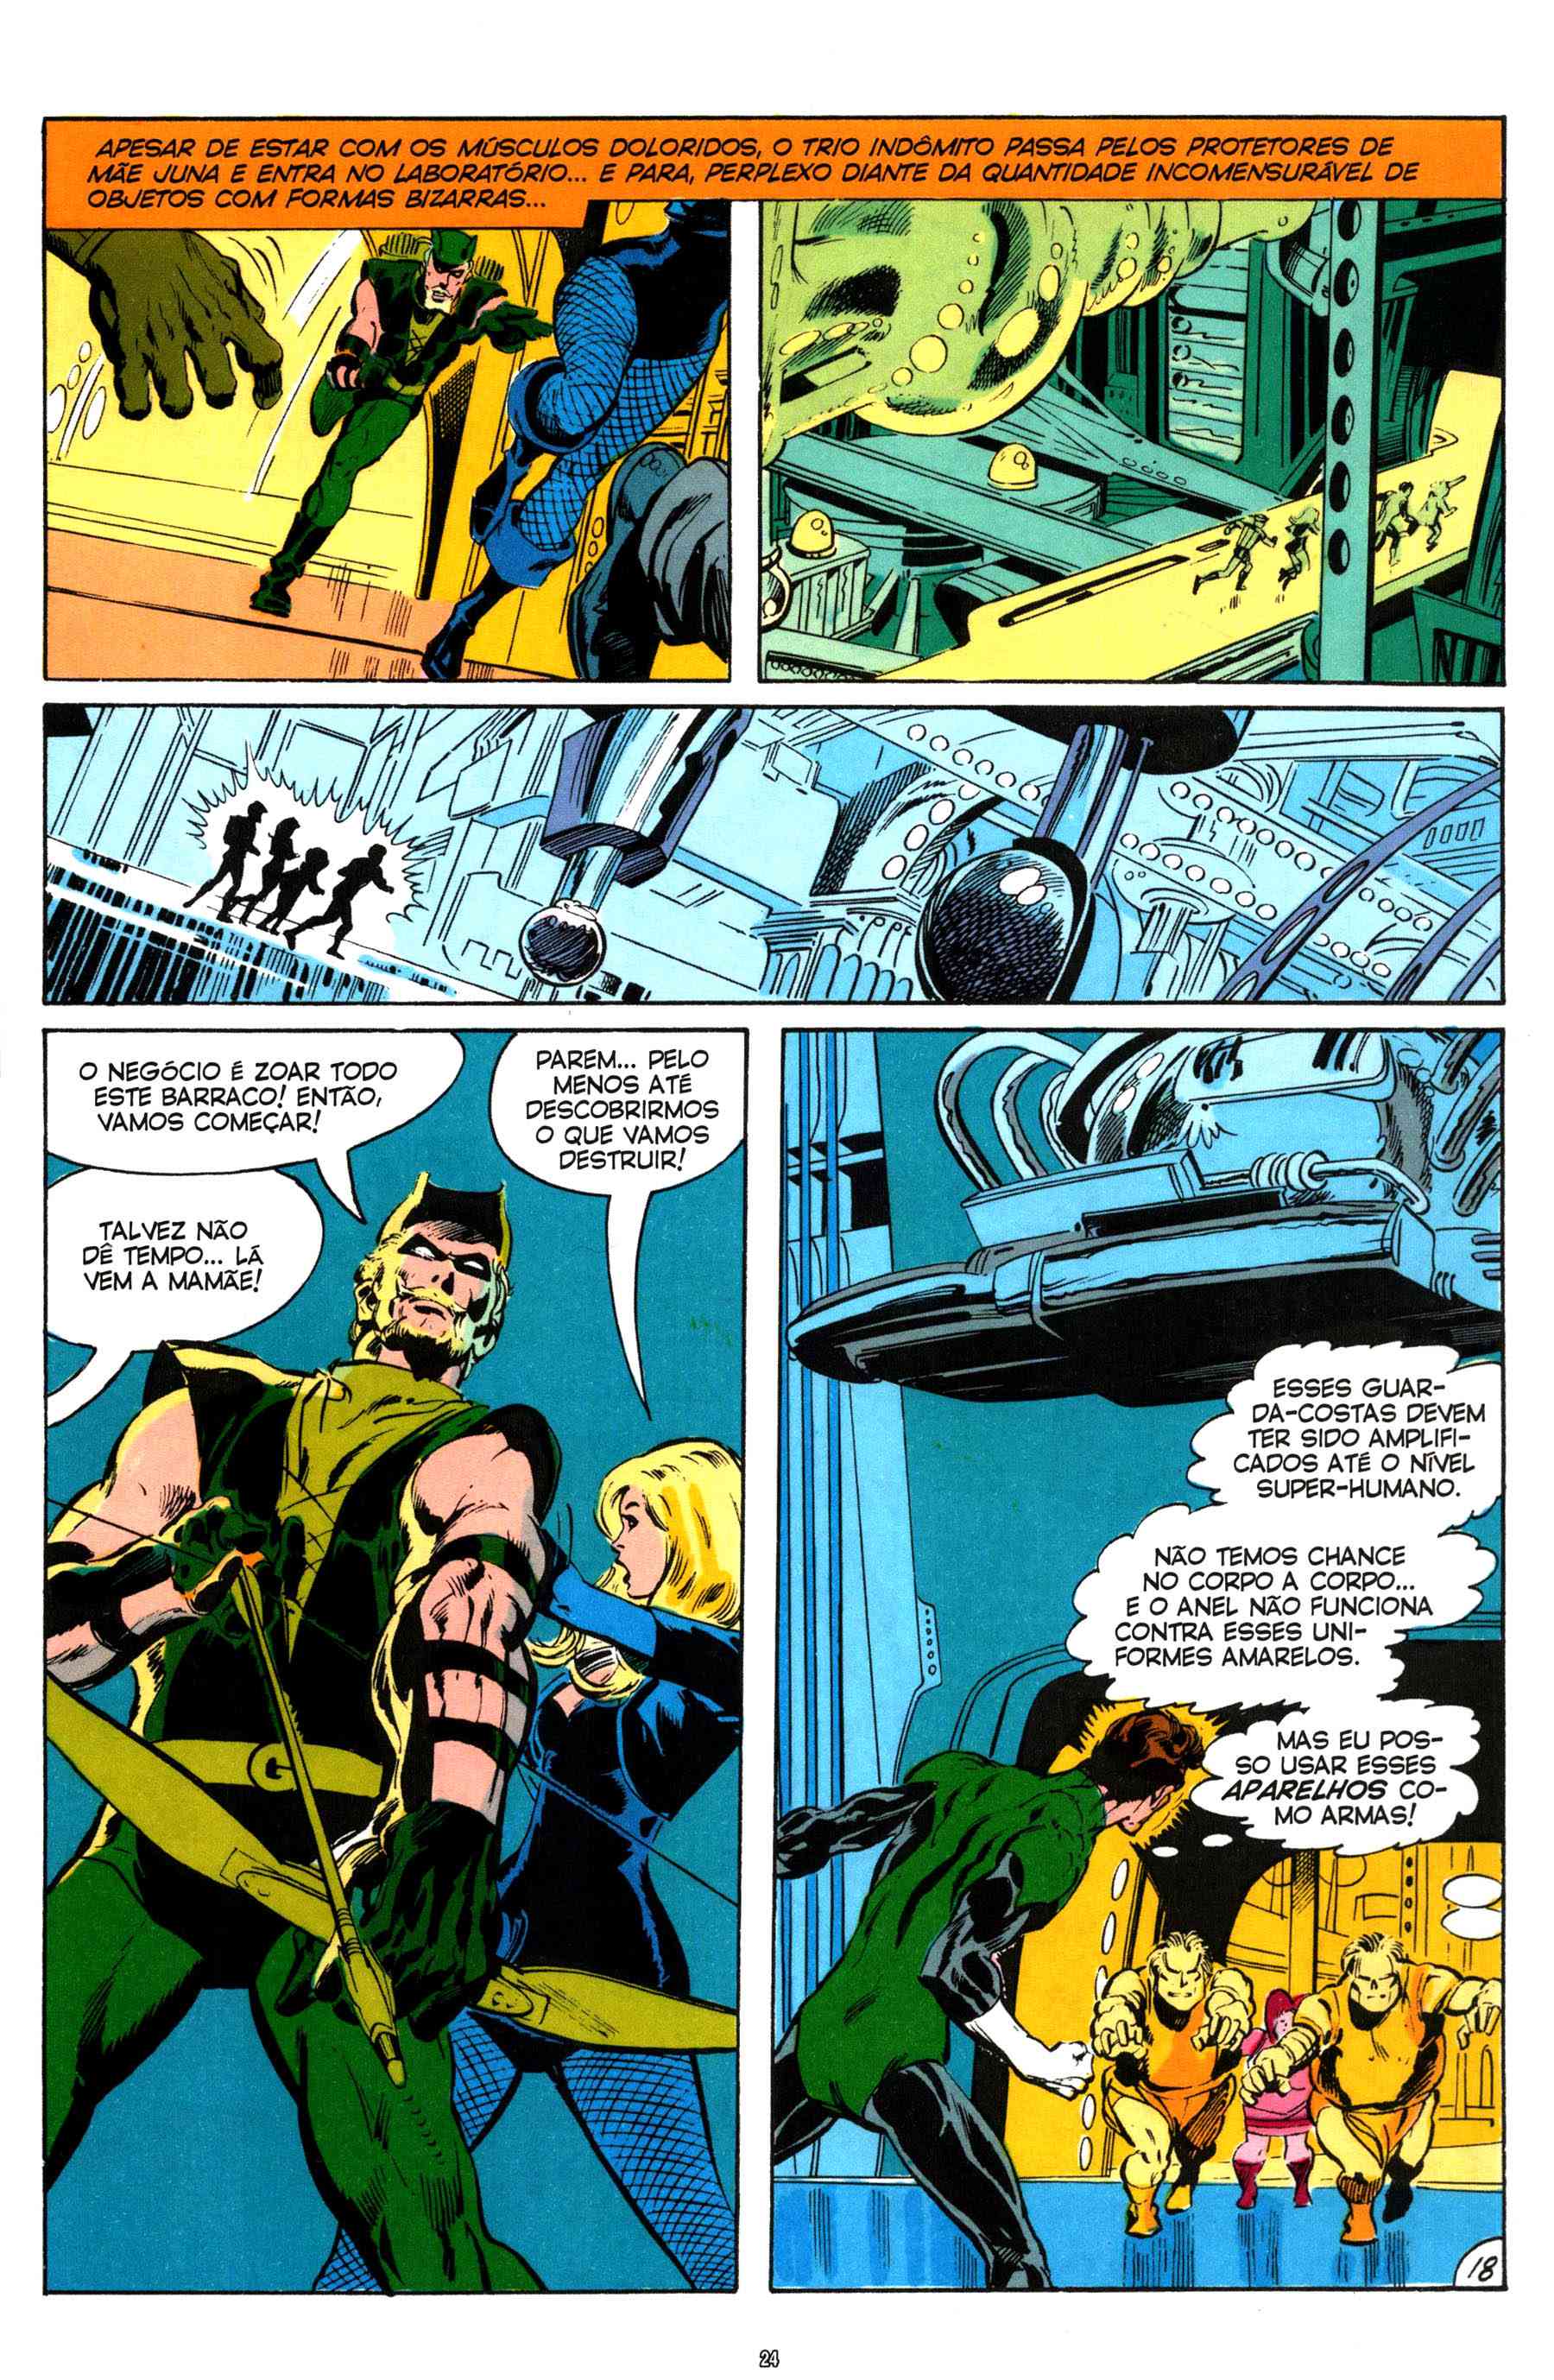 APESAR DE ESTAR COM OS MÚSCULOS DOLORIDOS, O TRIO INDÔMITO PASSA PELOS PROTETORES DE
MÃE JUNA E ENTRA NO LABORATÓRIO... E PARA, PERPLEXO DIANTE DA QUANTIDADE INCOMENSURÁVEL DE
OBJETOS COM FORMAS BIZARRAS...
O NEGÓCIO É ZOAR TODO
ESTE BARRACO! ENTÃO,
VAMOS COMEÇAR!
PAREM... PELO
MENOS ATÉ
DESCOBRIRMOS
O QUE VAMOS
DESTRUIR!
TALVEZ NÃO
DÊ TEMPO... LÁ
VEM A MAMÃE!
G
ESSES GUAR-
DA-COSTAS DEVEM
TER SIDO AMPLIFI-
CADOS ATÉ O NÍVEL
SUPER-HUMANO.
NÃO TEMOS CHANCE
NO CORPO A CORPO...
E O ANEL NÃO FUNCIONA
CONTRA ESSES UNI-
FORMES AMARELOS.
MAS EU POS-
SO USAR ESSES
APARELHOS CO-
MO ARMAS!
18
24